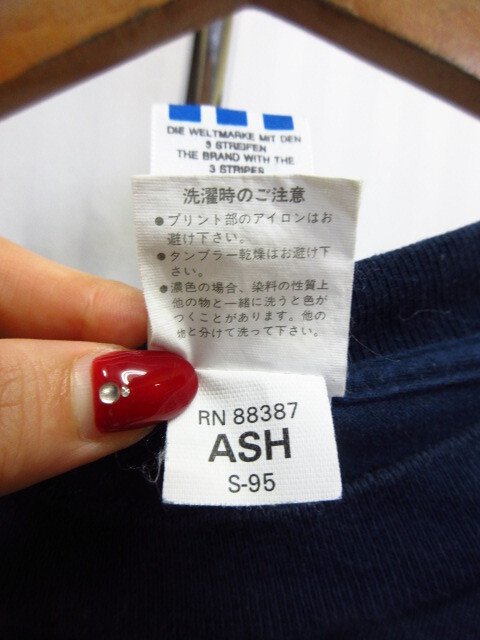 DIE WELTMARKE MIT DEN
3 STREIFEN
THE BRAND WITH THE
3 STRIPES
洗濯時のご注意
●プリント部のアイロンはお
避け下さい。
●タンブラー乾燥はお避け下
さい。
●濃色の場合、染料の性質上
他の物と一緒に洗うと色が
つくことがあります。他の
物と分けて洗って下さい。
RN 88387
ASH
S-95